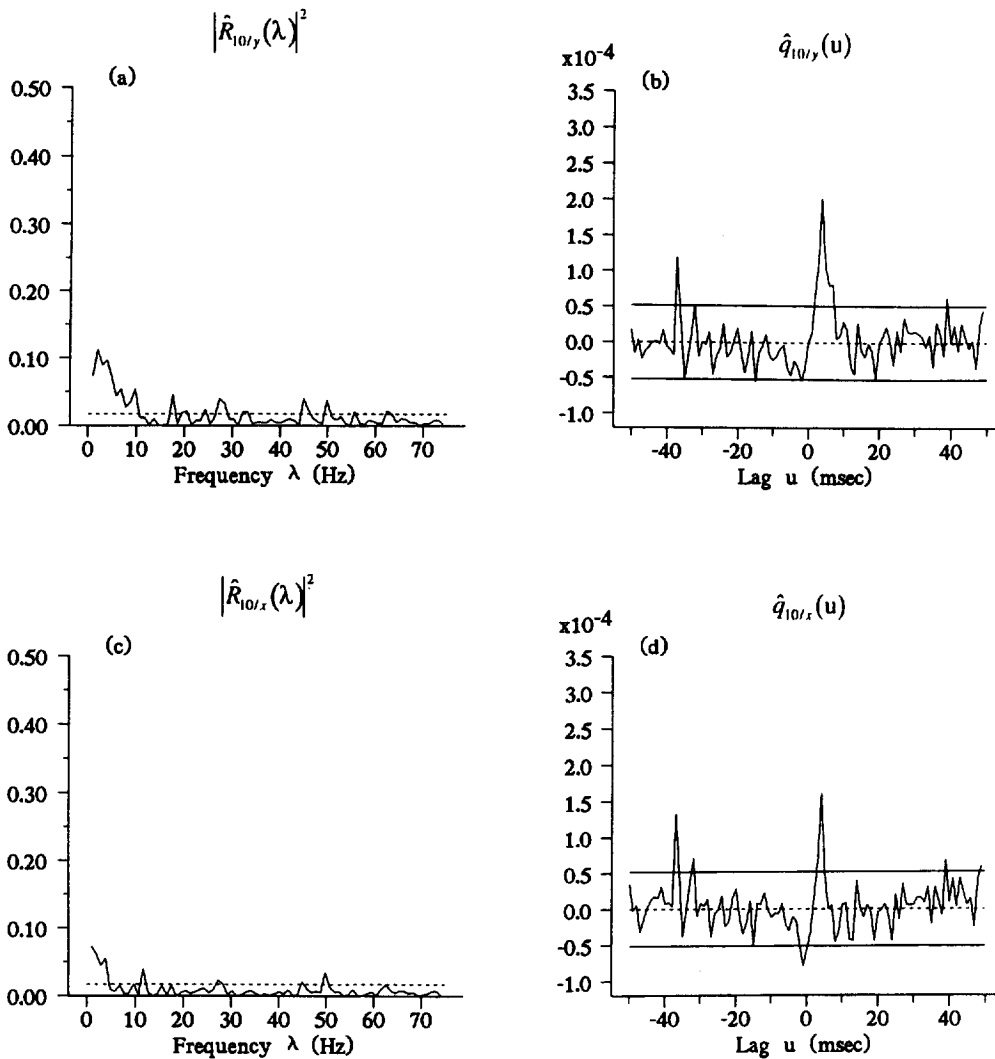 |R̂10/y(λ)|²
(a)
0.50
0.40
0.30
0.20
0.10
0.00
0 10 20 30 40 50 60 70
Frequency λ (Hz)
q̂10/y(u)
x10-4
(b)
3.5
3.0
2.5
2.0
1.5
1.0
0.5
0.0
-0.5
-1.0
-40 -20 0 20 40
Lag u (msec)
|R̂10/x(λ)|²
(c)
0.50
0.40
0.30
0.20
0.10
0.00
0 10 20 30 40 50 60 70
Frequency λ (Hz)
q̂10/x(u)
x10-4
(d)
3.5
3.0
2.5
2.0
1.5
1.0
0.5
0.0
-0.5
-1.0
-40 -20 0 20 40
Lag u (msec)